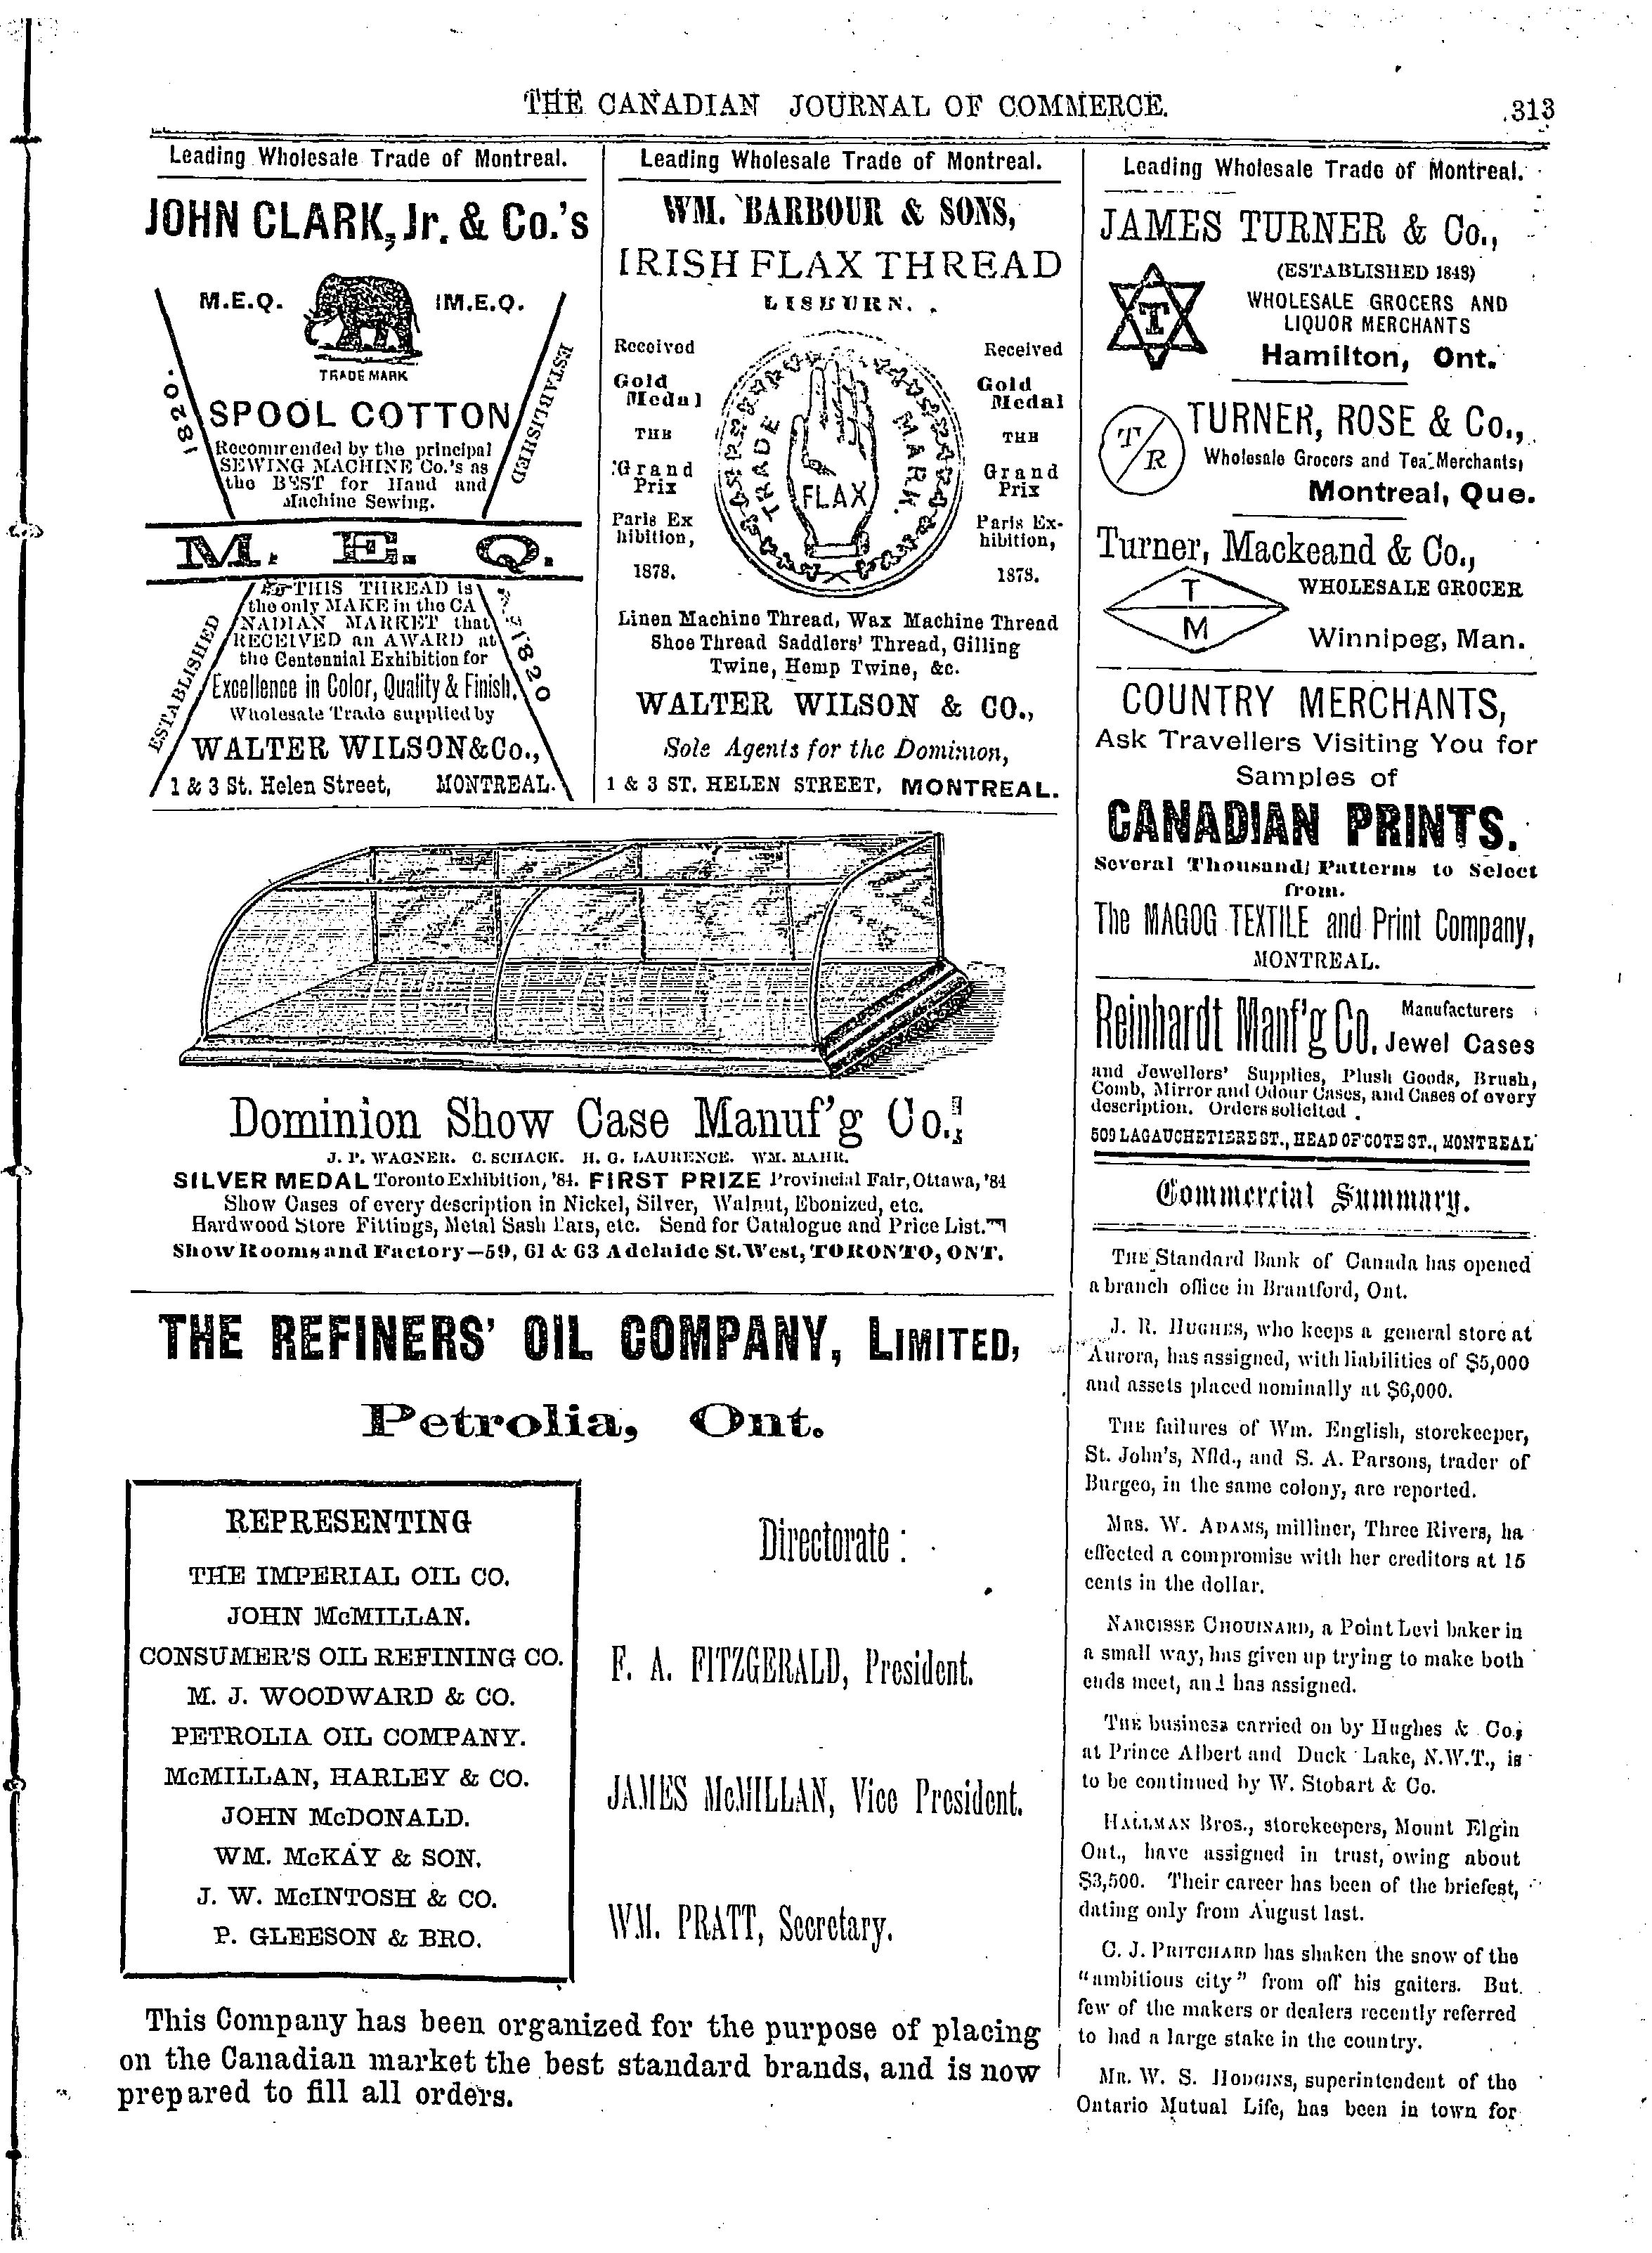 THE CANADIAN JOURNAL OF COMMERCE.
313
Leading Wholesale Trade of Montreal.
JOHN CLARK, Jr. & Co.'s
M.E.Q.
M.E.Q.
TRADE MARK
1820.
ESTABLISHED
SPOOL COTTON
Recommended by the principal
SEWING MACHINE Co.'s as
the BEST for Hand and
Machine Sewing.
M. E. Q.
THIS THREAD is
the only MAKE in the CA
NADIAN MARKET that
RECEIVED an AWARD at
the Centennial Exhibition for
Excellence in Color, Quality & Finish.
ESTABLISHED
1820
Wholesale Trade supplied by
WALTER WILSON & Co.,
1 & 3 St. Helen Street, MONTREAL.
Leading Wholesale Trade of Montreal.
WM. BARBOUR & SONS,
IRISH FLAX THREAD
LISBURN.
Received
Gold
Medal
THE
Grand
Prix
Paris Ex
hibition,
1878.
TRADE MARK.
FLAX
Received
Gold
Medal
THE
Grand
Prix
Paris Ex-
hibition,
1878.
Linen Machine Thread, Wax Machine Thread
Shoe Thread Saddlers' Thread, Gilling
Twine, Hemp Twine, &c.
WALTER WILSON & CO.,
Sole Agents for the Dominion,
1 & 3 ST. HELEN STREET, MONTREAL.
Dominion Show Case Manuf'g Co.,
J. P. WAGNER. C. SCHACK. H. G. LAURENCE. WM. MAHR.
SILVER MEDAL Toronto Exhibition, '84. FIRST PRIZE Provincial Fair, Ottawa, '84
Show Cases of every description in Nickel, Silver, Walnut, Ebonized, etc.
Hardwood Store Fittings, Metal Sash Bars, etc. Send for Catalogue and Price List.
Show Rooms and Factory—59, 61 & 63 Adelaide St. West, TORONTO, ONT.
THE REFINERS' OIL COMPANY, LIMITED,
Petrolia, Ont.
REPRESENTING
THE IMPERIAL OIL CO.
JOHN McMILLAN.
CONSUMER'S OIL REFINING CO.
M. J. WOODWARD & CO.
PETROLIA OIL COMPANY.
McMILLAN, HARLEY & CO.
JOHN McDONALD.
WM. McKAY & SON.
J. W. McINTOSH & CO.
P. GLEESON & BRO.
Directorate :
F. A. FITZGERALD, President.
JAMES McMILLAN, Vice President.
WM. PRATT, Secretary.
This Company has been organized for the purpose of placing
on the Canadian market the best standard brands, and is now
prepared to fill all orders.
Leading Wholesale Trade of Montreal.
JAMES TURNER & Co.,
(ESTABLISHED 1848)
T
WHOLESALE GROCERS AND
LIQUOR MERCHANTS
Hamilton, Ont.
T/R
TURNER, ROSE & Co.,
Wholesale Grocers and Tea Merchants,
Montreal, Que.
Turner, Mackeand & Co.,
T
M
WHOLESALE GROCER
Winnipeg, Man.
COUNTRY MERCHANTS,
Ask Travellers Visiting You for
Samples of
CANADIAN PRINTS.
Several Thousand Patterns to Select
from.
The MAGOG TEXTILE and Print Company,
MONTREAL.
Reinhardt Manf'g Co. Manufacturers
Jewel Cases
and Jewellers' Supplies, Plush Goods, Brush,
Comb, Mirror and Odour Cases, and Cases of every
description. Orders solicited.
509 LAGAUCHETIERE ST., HEAD OF COTE ST., MONTREAL
Commercial Summary.
THE Standard Bank of Canada has opened
a branch office in Brantford, Ont.
J. R. HUGHES, who keeps a general store at
Aurora, has assigned, with liabilities of $5,000
and assets placed nominally at $6,000.
THE failures of Wm. English, storekeeper,
St. John's, Nfld., and S. A. Parsons, trader of
Burgeo, in the same colony, are reported.
MRS. W. ADAMS, milliner, Three Rivers, ha
effected a compromise with her creditors at 15
cents in the dollar.
NARCISSE CHOUINARD, a Point Levi baker in
a small way, has given up trying to make both
ends meet, and has assigned.
THE business carried on by Hughes & Co.,
at Prince Albert and Duck Lake, N.W.T., is
to be continued by W. Stobart & Co.
HALLMAN Bros., storekeepers, Mount Elgin
Ont., have assigned in trust, owing about
$3,500. Their career has been of the briefest,
dating only from August last.
C. J. PRITCHARD has shaken the snow of the
"ambitious city" from off his gaiters. But
few of the makers or dealers recently referred
to had a large stake in the country.
MR. W. S. HODGINS, superintendent of the
Ontario Mutual Life, has been in town for